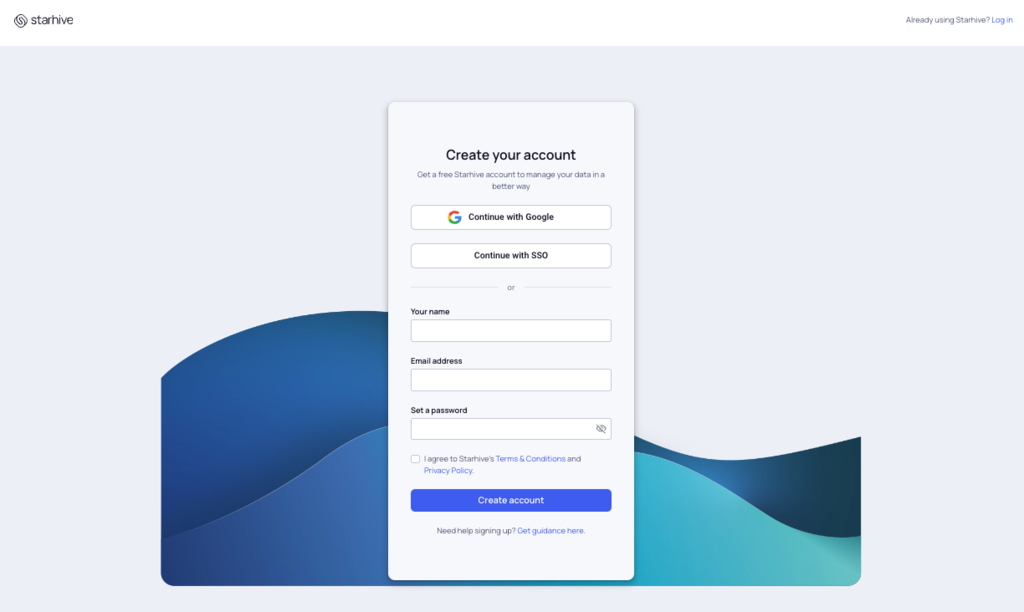 starhive
Already using Starhive? Log in
Create your account
Get a free Starhive account to manage your data in a
better way
Continue with Google
Continue with SSO
or
Your name
Email address
Set a password
I agree to Starhive's Terms & Conditions and
Privacy Policy.
Create account
Need help signing up? Get guidance here.